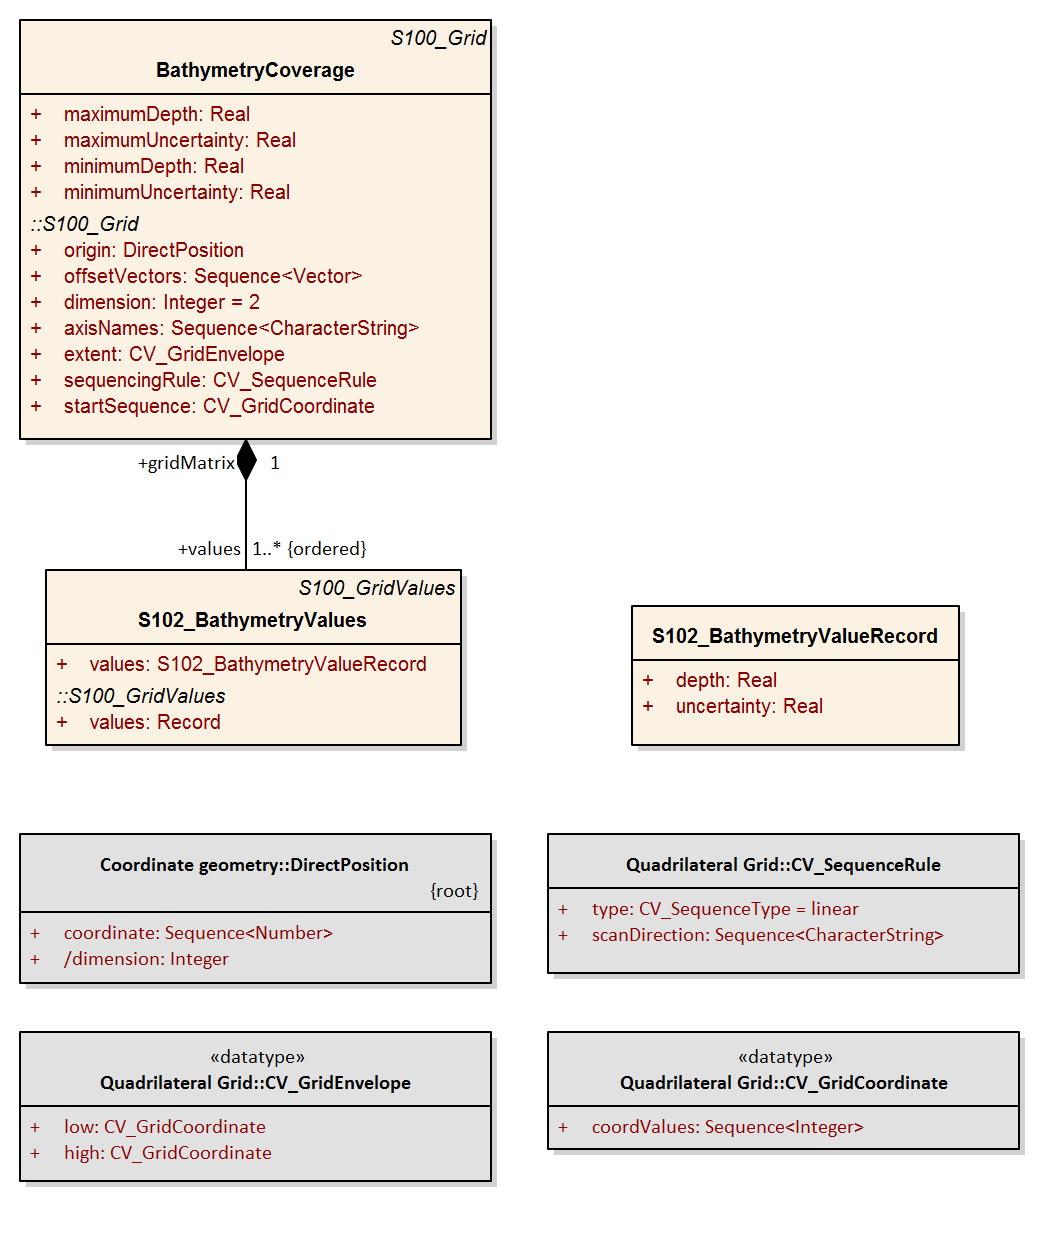 S100_Grid
BathymetryCoverage
+ maximumDepth: Real
+ maximumUncertainty: Real
+ minimumDepth: Real
+ minimumUncertainty: Real
::S100_Grid
+ origin: DirectPosition
+ offsetVectors: Sequence<Vector>
+ dimension: Integer = 2
+ axisNames: Sequence<CharacterString>
+ extent: CV_GridEnvelope
+ sequencingRule: CV_SequenceRule
+ startSequence: CV_GridCoordinate
+gridMatrix 1
+values 1..* {ordered}
S100_GridValues
S102_BathymetryValues
+ values: S102_BathymetryValueRecord
::S100_GridValues
+ values: Record
S102_BathymetryValueRecord
+ depth: Real
+ uncertainty: Real
Coordinate geometry::DirectPosition
{root}
+ coordinate: Sequence<Number>
+ /dimension: Integer
Quadrilateral Grid::CV_SequenceRule
+ type: CV_SequenceType = linear
+ scanDirection: Sequence<CharacterString>
«datatype»
Quadrilateral Grid::CV_GridEnvelope
+ low: CV_GridCoordinate
+ high: CV_GridCoordinate
«datatype»
Quadrilateral Grid::CV_GridCoordinate
+ coordValues: Sequence<Integer>